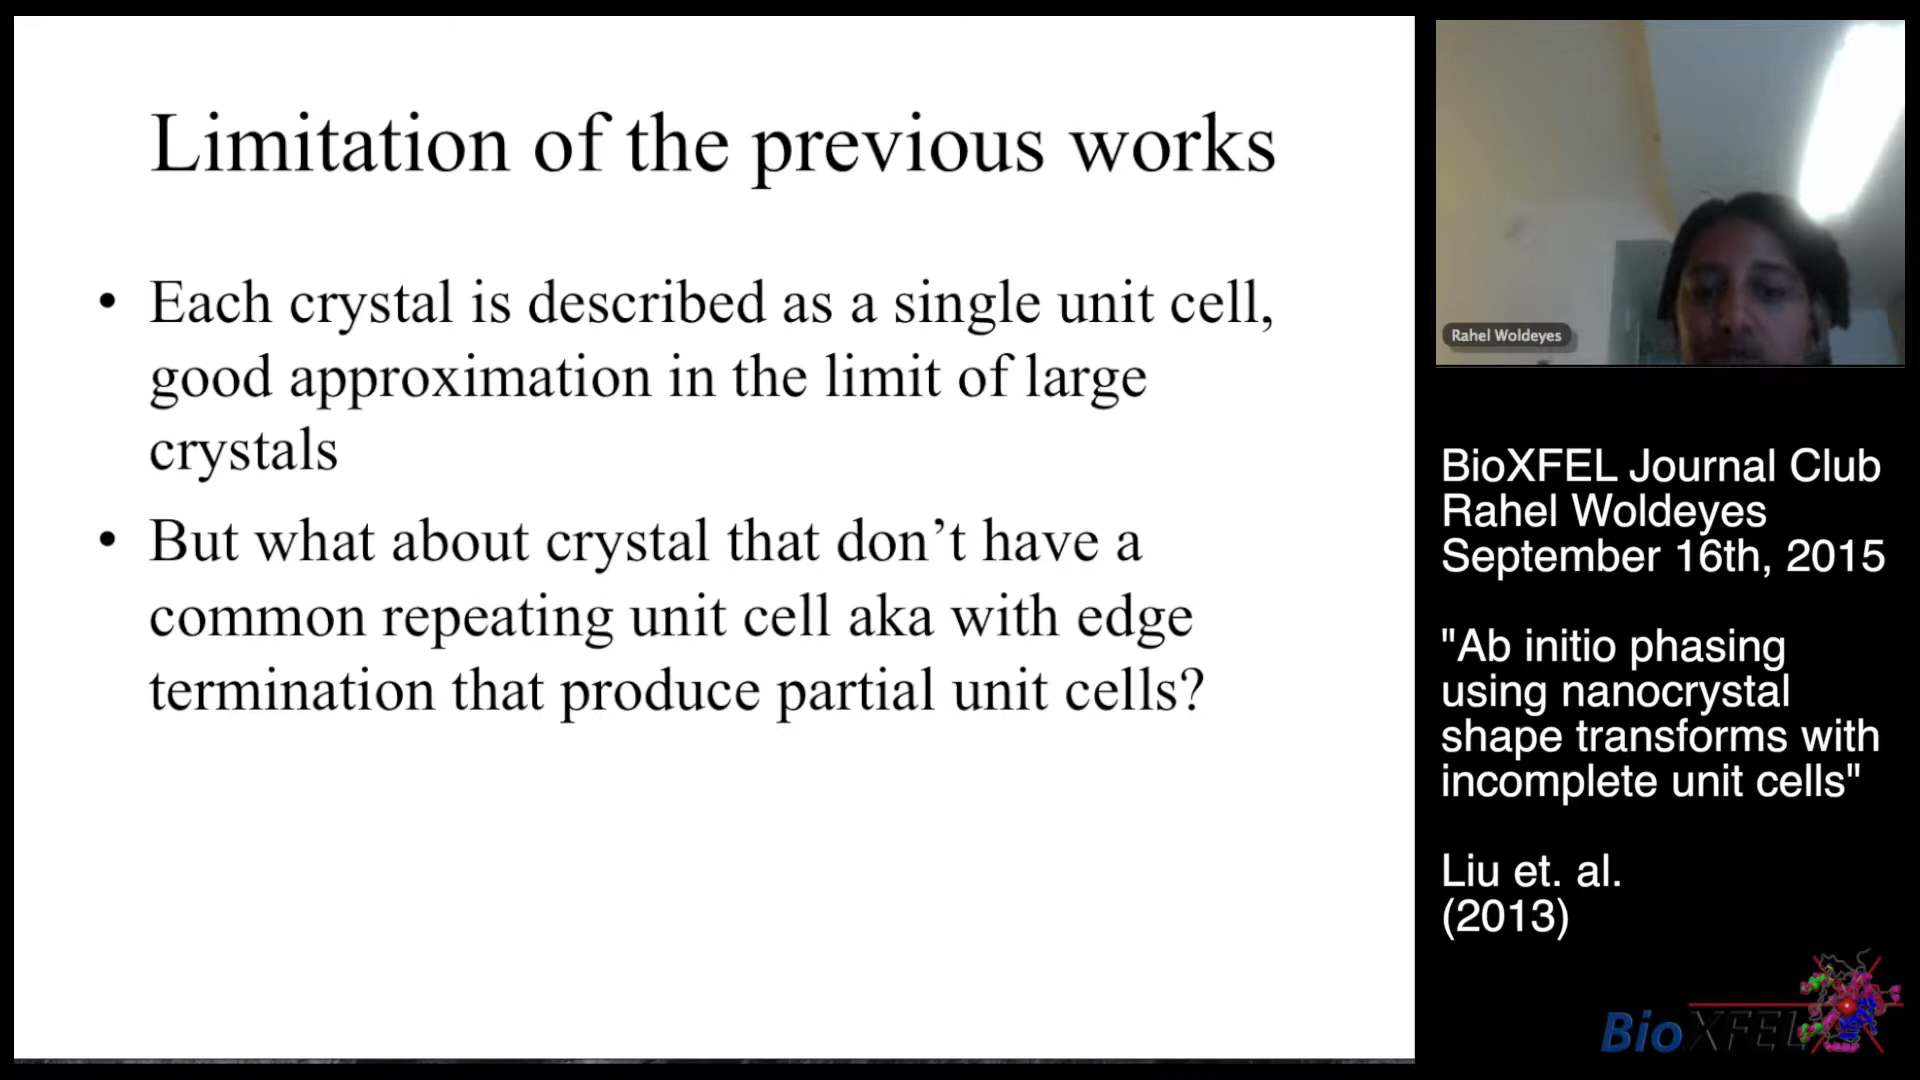 Limitation of the previous works
• Each crystal is described as a single unit cell,
good approximation in the limit of large
crystals
• But what about crystal that don’t have a
common repeating unit cell aka with edge
termination that produce partial unit cells?
Rahel Woldeyes
BioXFEL Journal Club
Rahel Woldeyes
September 16th, 2015
"Ab initio phasing
using nanocrystal
shape transforms with
incomplete unit cells"
Liu et. al.
(2013)
BioXFEL